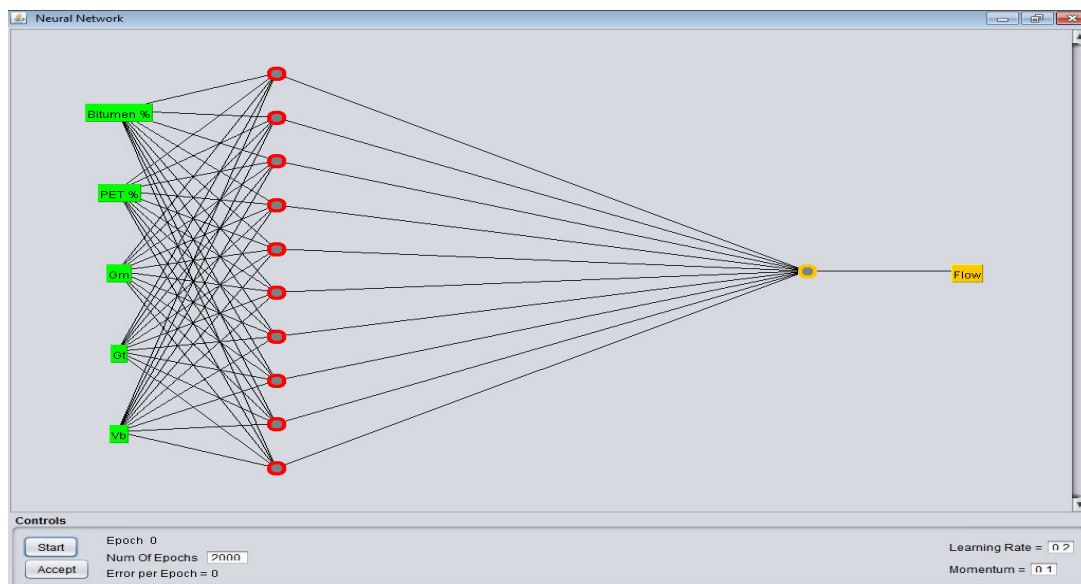 Neural Network
Bitumen %
PET %
Gm
Gt
Vb
Flow
Controls
Start
Accept
Epoch 0
Num Of Epochs 2000
Error per Epoch = 0
Learning Rate = 0.2
Momentum = 0.1